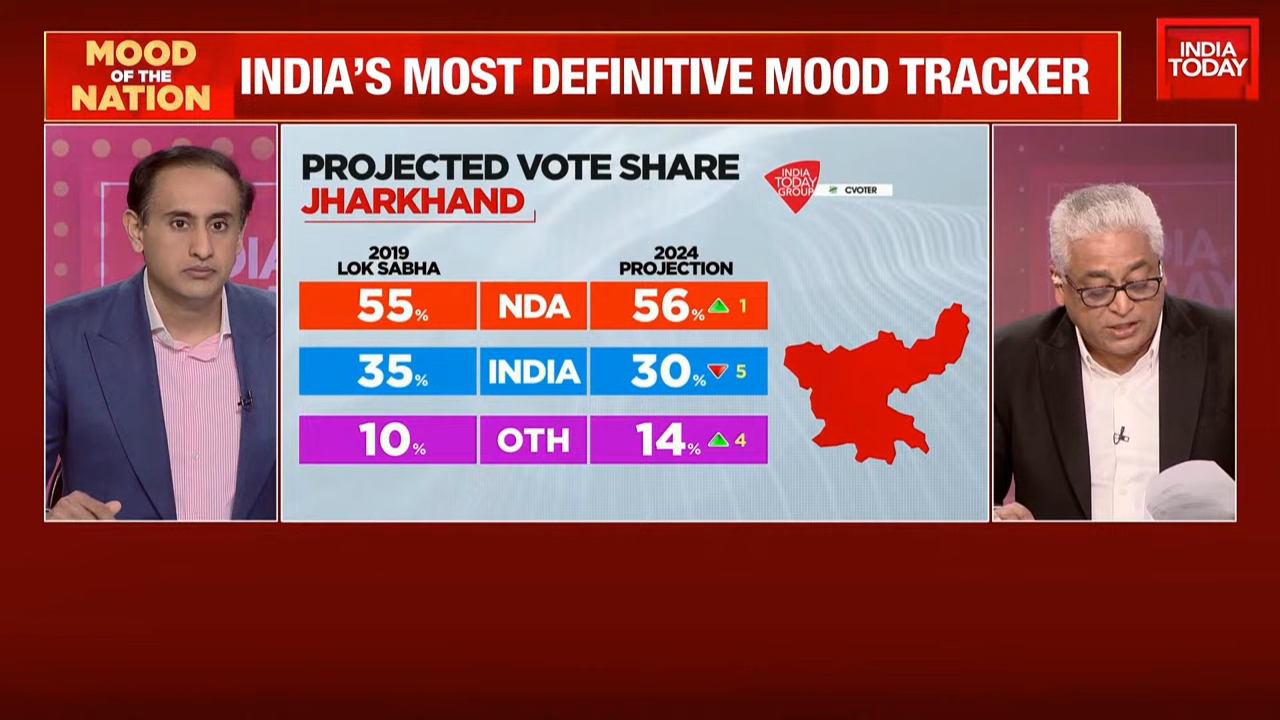 MOOD
OF THE
NATION
INDIA'S MOST DEFINITIVE MOOD TRACKER
INDIA
TODAY
PROJECTED VOTE SHARE
JHARKHAND
INDIA
TODAY
GROUP
CVOTER
2019
LOK SABHA
2024
PROJECTION
55% NDA 56% 1
35% INDIA 30% 5
10% OTH 14% 4